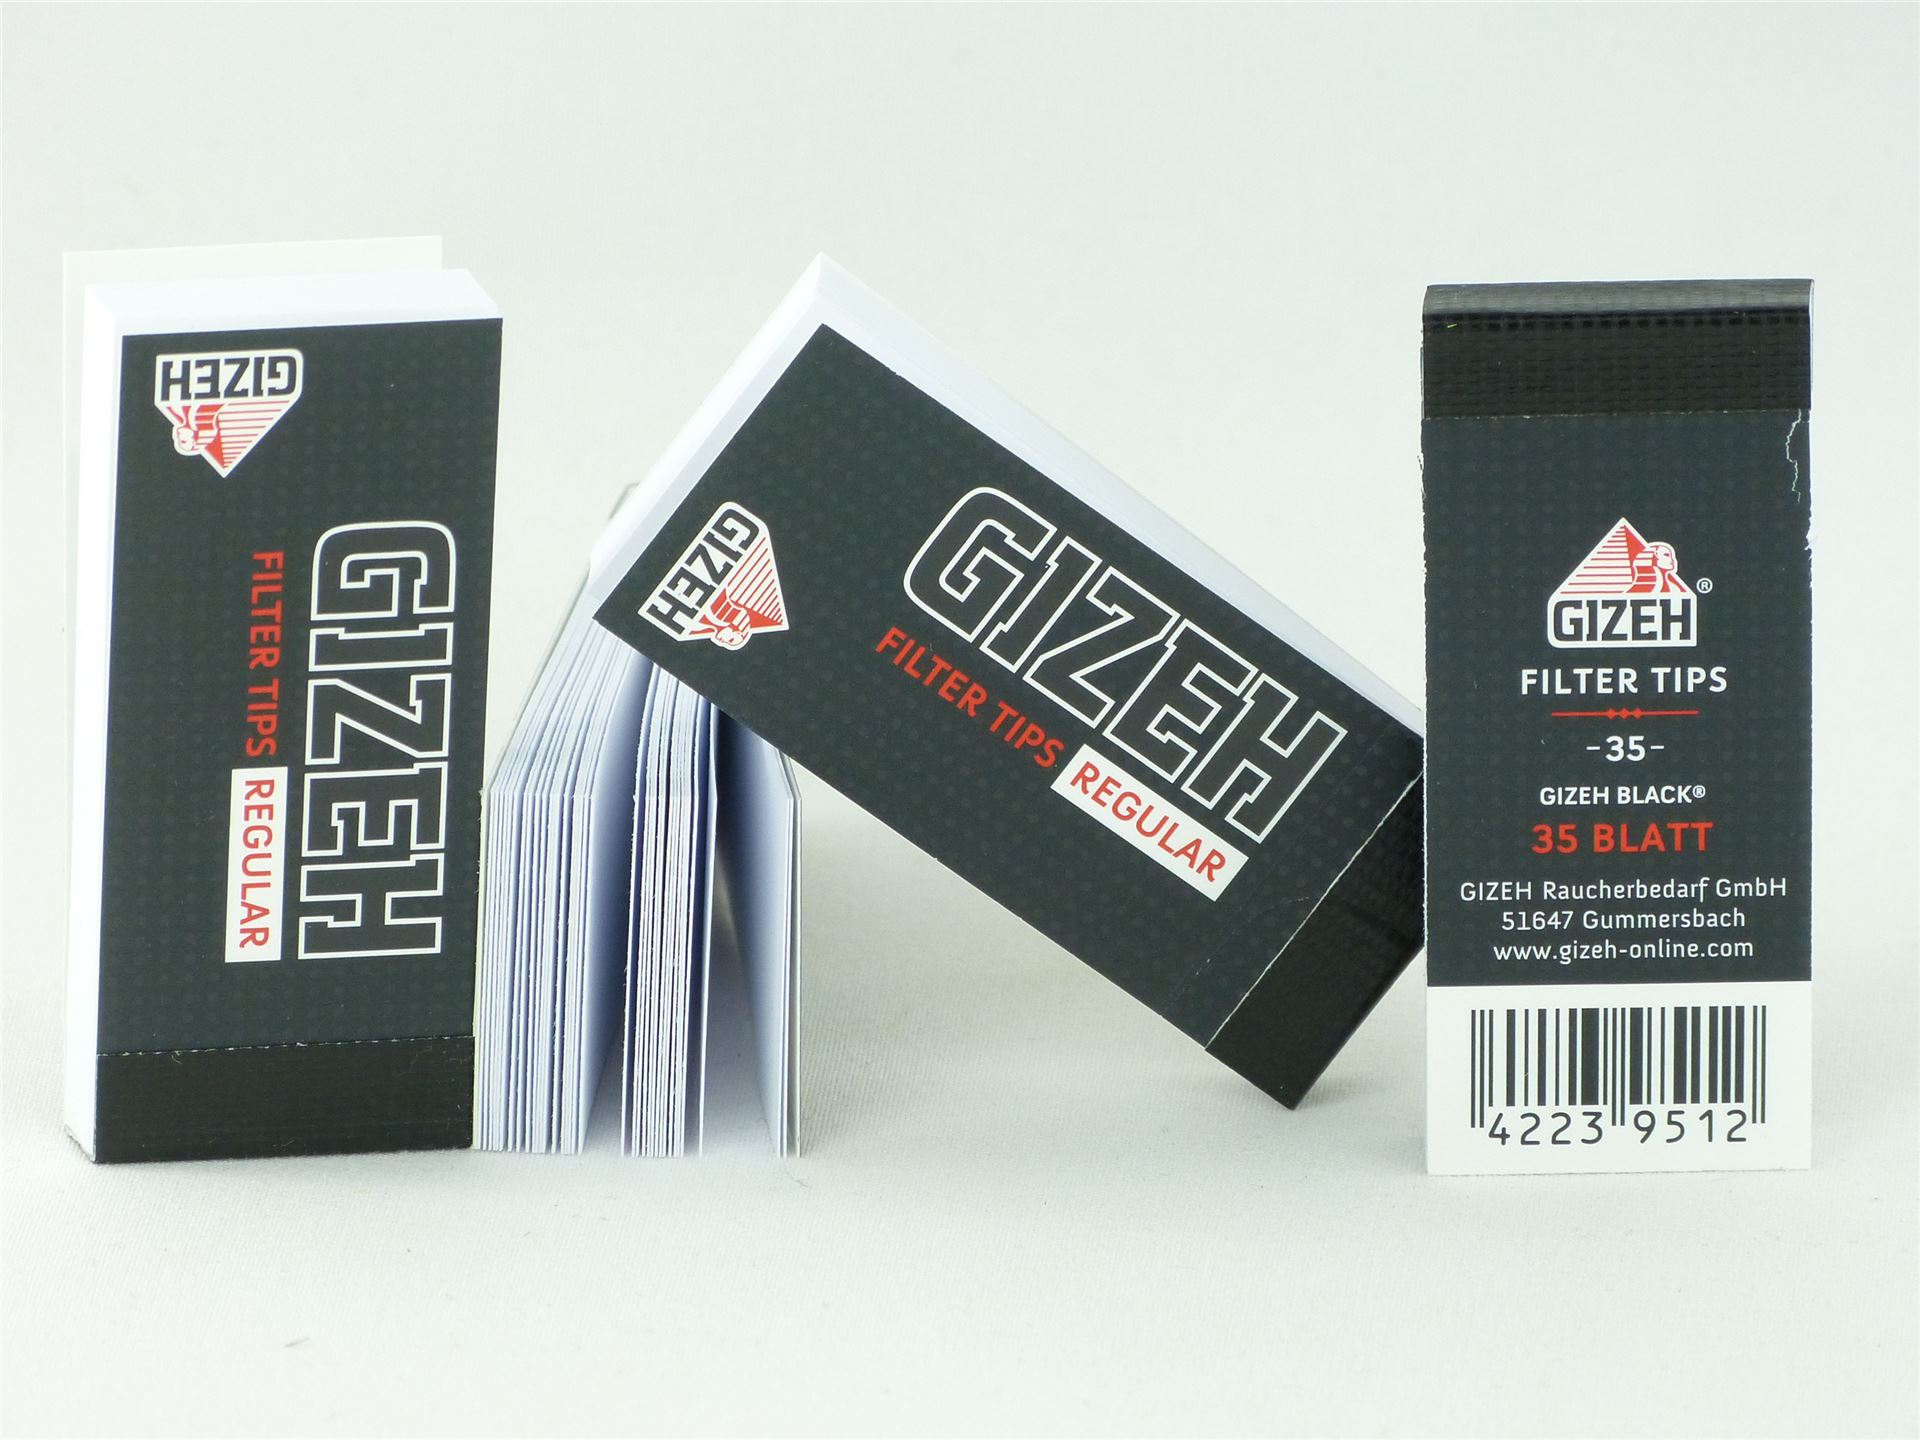 GIZEH
GIZEH
FILTER TIPS REGULAR
GIZEH
GIZEH
FILTER TIPS REGULAR
GIZEH®
FILTER TIPS
-35-
GIZEH BLACK®
35 BLATT
GIZEH Raucherbedarf GmbH
51647 Gummersbach
www.gizeh-online.com
4223 9512